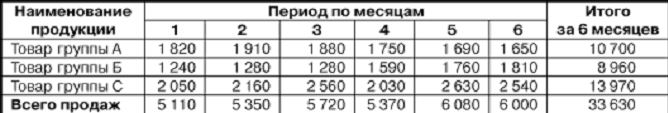 Наименование продукции Период по месяцам Итого за 6 месяцев
1 2 3 4 5 6
Товар группы А 1 820 1 910 1 880 1 750 1 690 1 650 10 700
Товар группы Б 1 240 1 280 1 280 1 590 1 760 1 810 8 960
Товар группы С 2 050 2 160 2 560 2 030 2 630 2 540 13 970
Всего продаж 5 110 5 350 5 720 5 370 6 080 6 000 33 630